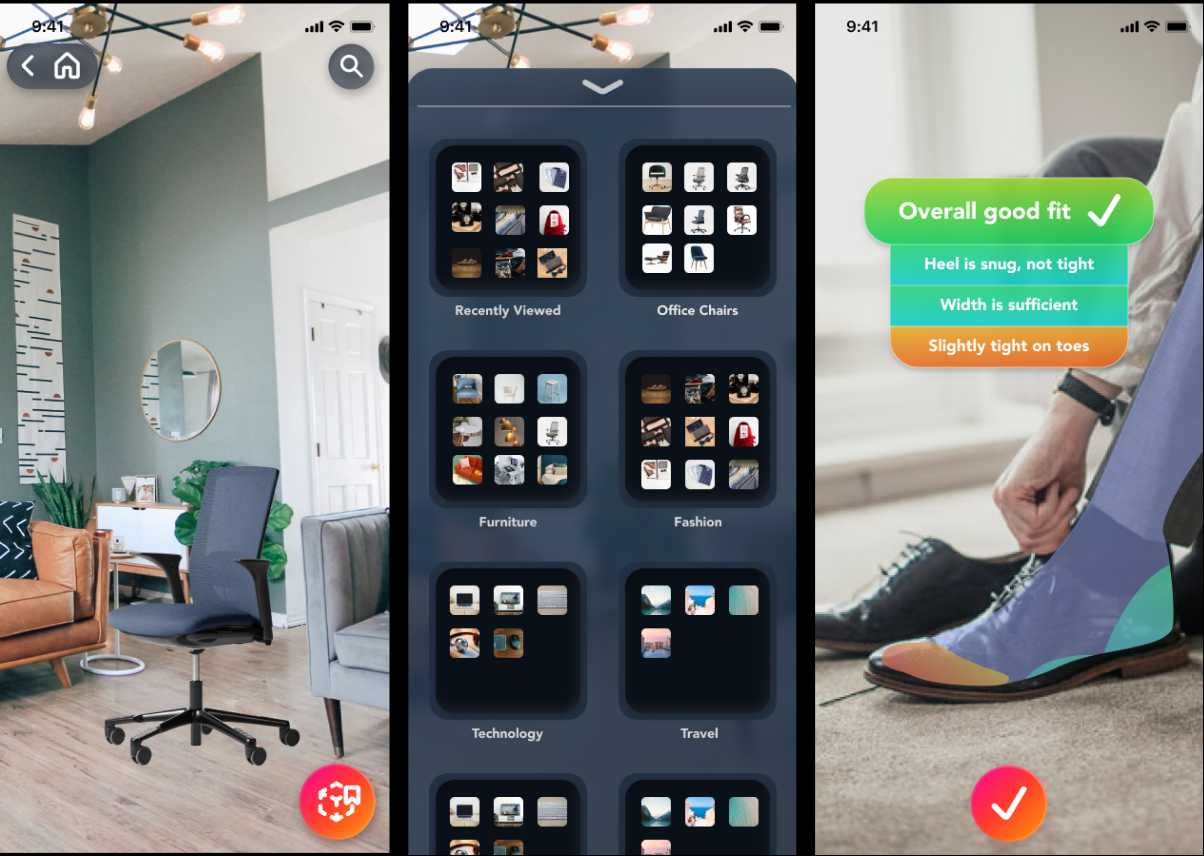 9:41
9:41
Recently Viewed
Office Chairs
Furniture
Fashion
Technology
Travel
9:41
Overall good fit
Heel is snug, not tight
Width is sufficient
Slightly tight on toes